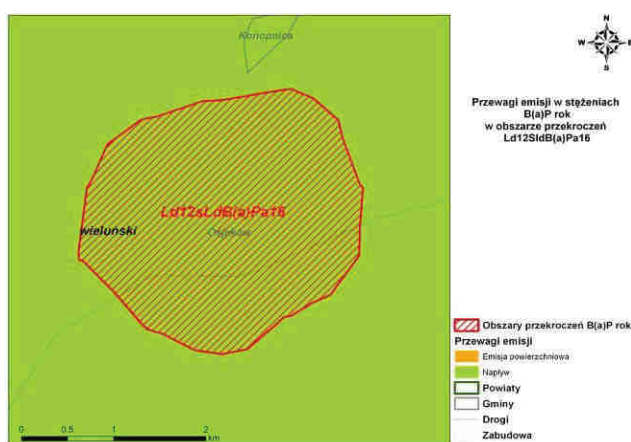 Konopnica
N
W
E
S
Przewagi emisji w stężeniach
B(a)P rok
w obszarze przekroczeń
Ld12SldB(a)Pa16
Ld12sLdB(a)Pa16
wieluński
Osjaków
Obszary przekroczeń B(a)P rok
Przewagi emisji
Emisja powierzchniowa
Napływ
Powiaty
Gminy
Drogi
Zabudowa
0 0.5 1 2
km